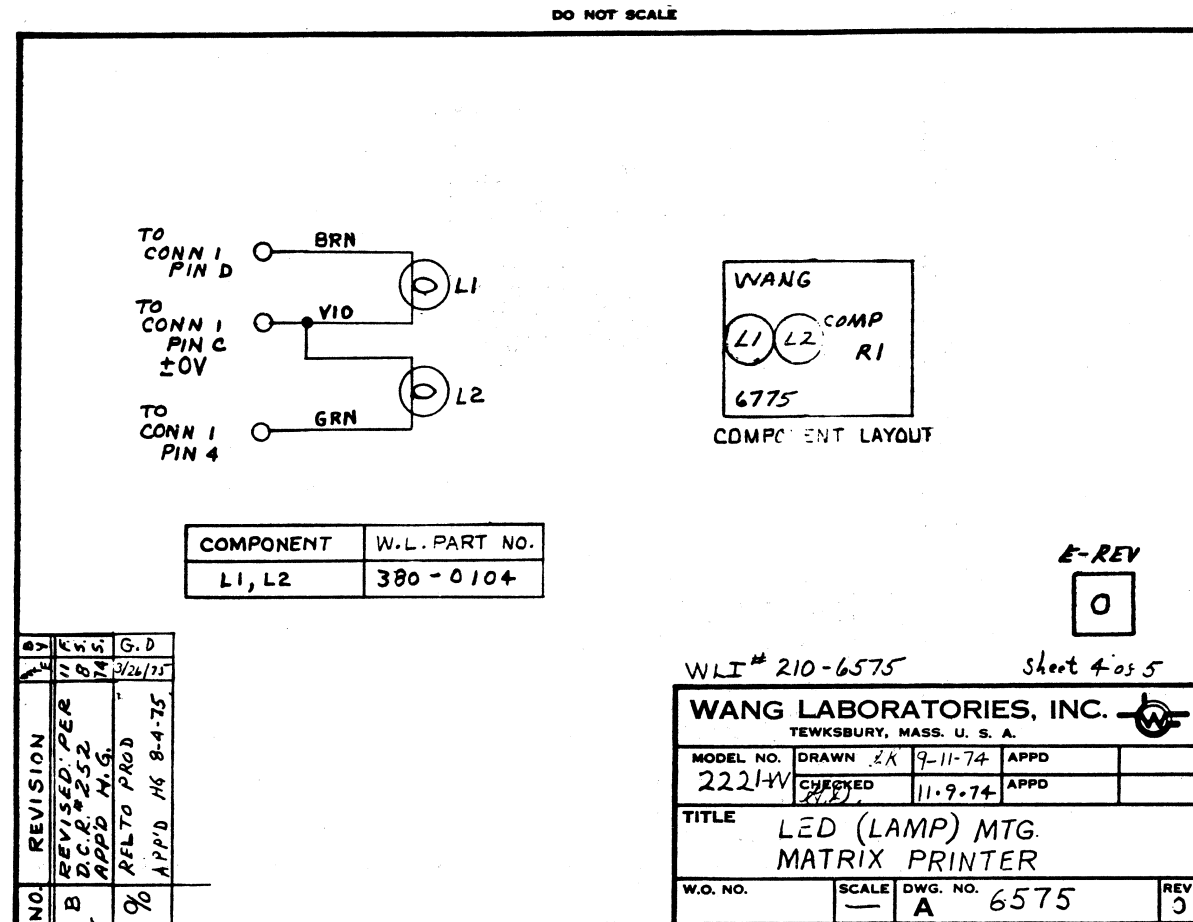 DO NOT SCALE
TO
CONN 1
PIN D
BRN
L1
TO
CONN 1
PIN C
±0V
VIO
L2
TO
CONN 1
PIN 4
GRN
WANG
L1 L2 COMP
R1
6775
COMPONENT LAYOUT
COMPONENT W.L. PART NO.
L1, L2 380-0104
E-REV
0
WLI# 210-6575 Sheet 4 of 5
WANG LABORATORIES, INC.
W
TEWKSBURY, MASS. U. S. A.
MODEL NO. 2221-W
DRAWN 9-11-74 APPD
CHECKED 11-9-74 APPD
TITLE LED (LAMP) MTG.
MATRIX PRINTER
W.O. NO. SCALE — DWG. NO. A 6575 REV
NO. REVISION BY
B REVISED: PER
D.C.R.#252
APPD H.G.
11 8 74
F.S.S.
% REL TO PROD
APP'D HG 8-4-75
3/26/75
G.D